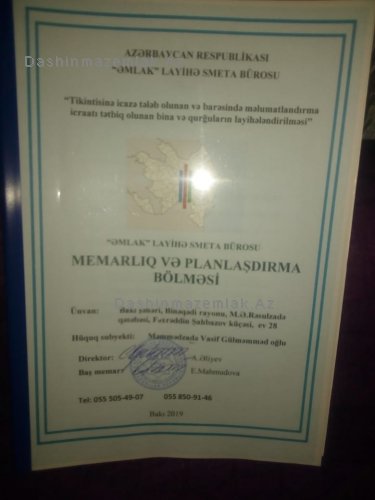 AZƏRBAYCAN RESPUBLİKASI
Dashinmazemlak.Az
"ƏMLAK" LAYİHƏ SMETA BÜROSU
"Tikintisinə icazə tələb olunan və barəsində məlumatlandırma
icraatı tətbiq olunan bina və qurğuların layihələndirilməsi"
"ƏMLAK" LAYİHƏ SMETA BÜROSU
MEMARLIQ VƏ PLANLAŞDIRMA
BÖLMƏSİ
Dashinmazemlak.Az
Ünvan: Bakı şəhəri, Binəqədi rayonu, M.Ə.Rəsulzadə
qəsəbəsi, Fəxrəddin Şahbazov küçəsi, ev 28
Hüquq subyekti: Məmmədzadə Vasif Gülməmməd oğlu
Direktor: A.Əliyev
Baş memar: E.Mahmudova
Tel: 055 505-49-07 055 850-91-46
Bakı 2019